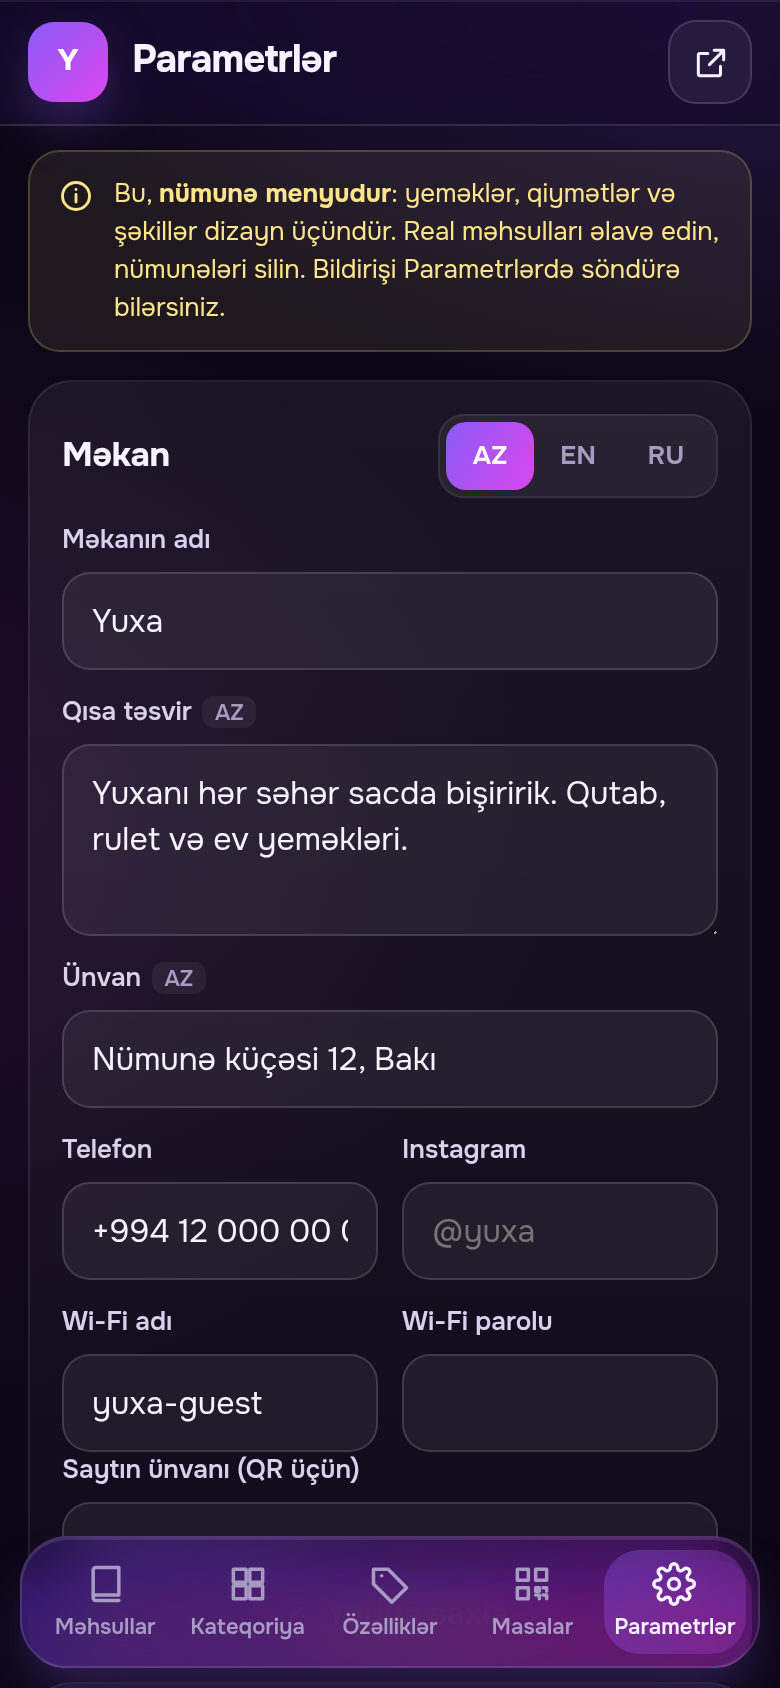 Y
Parametrlər
Bu, nümunə menyudur: yeməklər, qiymətlər və
şəkillər dizayn üçündür. Real məhsulları əlavə edin,
nümunələri silin. Bildirişi Parametrlərdə söndürə
bilərsiniz.
Məkan
AZ EN RU
Məkanın adı
Yuxa
Qısa təsvir AZ
Yuxanı hər səhər sacda bişiririk. Qutab,
rulet və ev yeməkləri.
Ünvan AZ
Nümunə küçəsi 12, Bakı
Telefon Instagram
+994 12 000 00 @yuxa
Wi-Fi adı Wi-Fi parolu
yuxa-guest
Saytın ünvanı (QR üçün)
Məhsullar Kateqoriya Özəlliklər Masalar Parametrlər